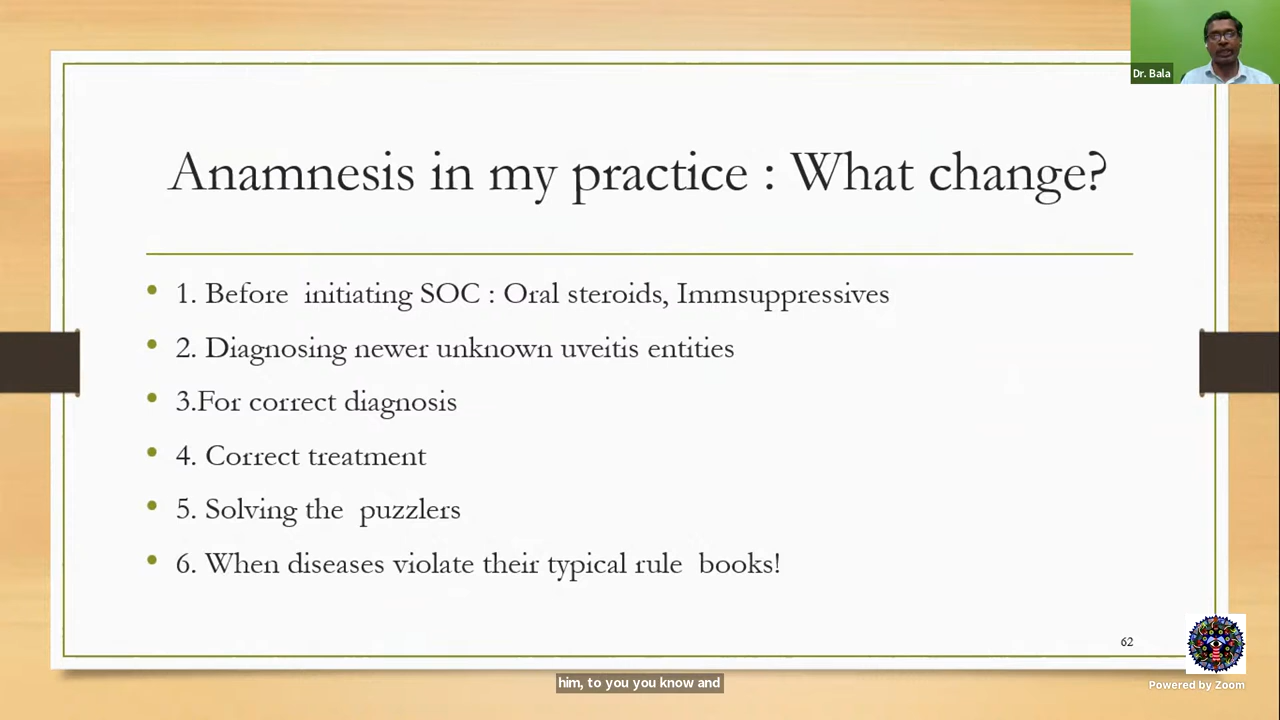 Dr. Bala
Anamnesis in my practice : What change?
• 1. Before  initiating SOC : Oral steroids, Immsuppressives
• 2. Diagnosing newer unknown uveitis entities
• 3.For correct diagnosis
• 4. Correct treatment
• 5. Solving the  puzzlers
• 6. When diseases violate their typical rule  books!
62
Powered by Zoom
him, to you you know and